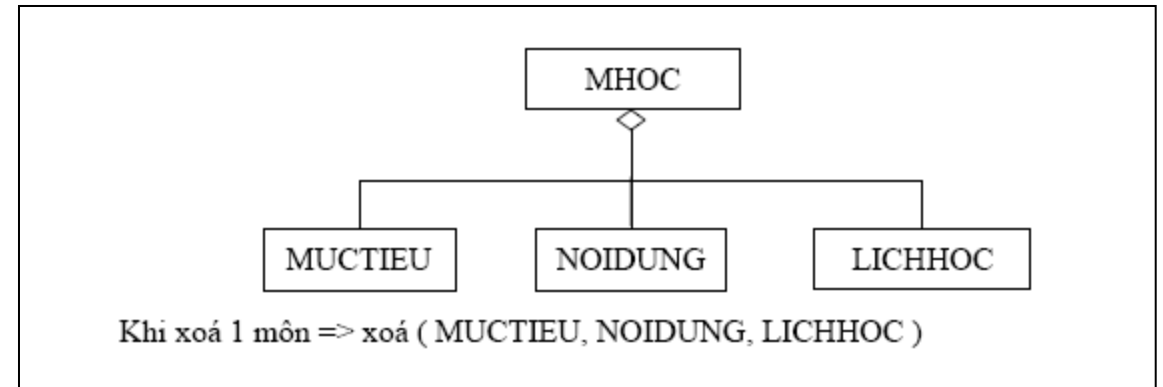 MHOC
MUCTIEU NOIDUNG LICHHOC
Khi xoá 1 môn => xoá ( MUCTIEU, NOIDUNG, LICHHOC )